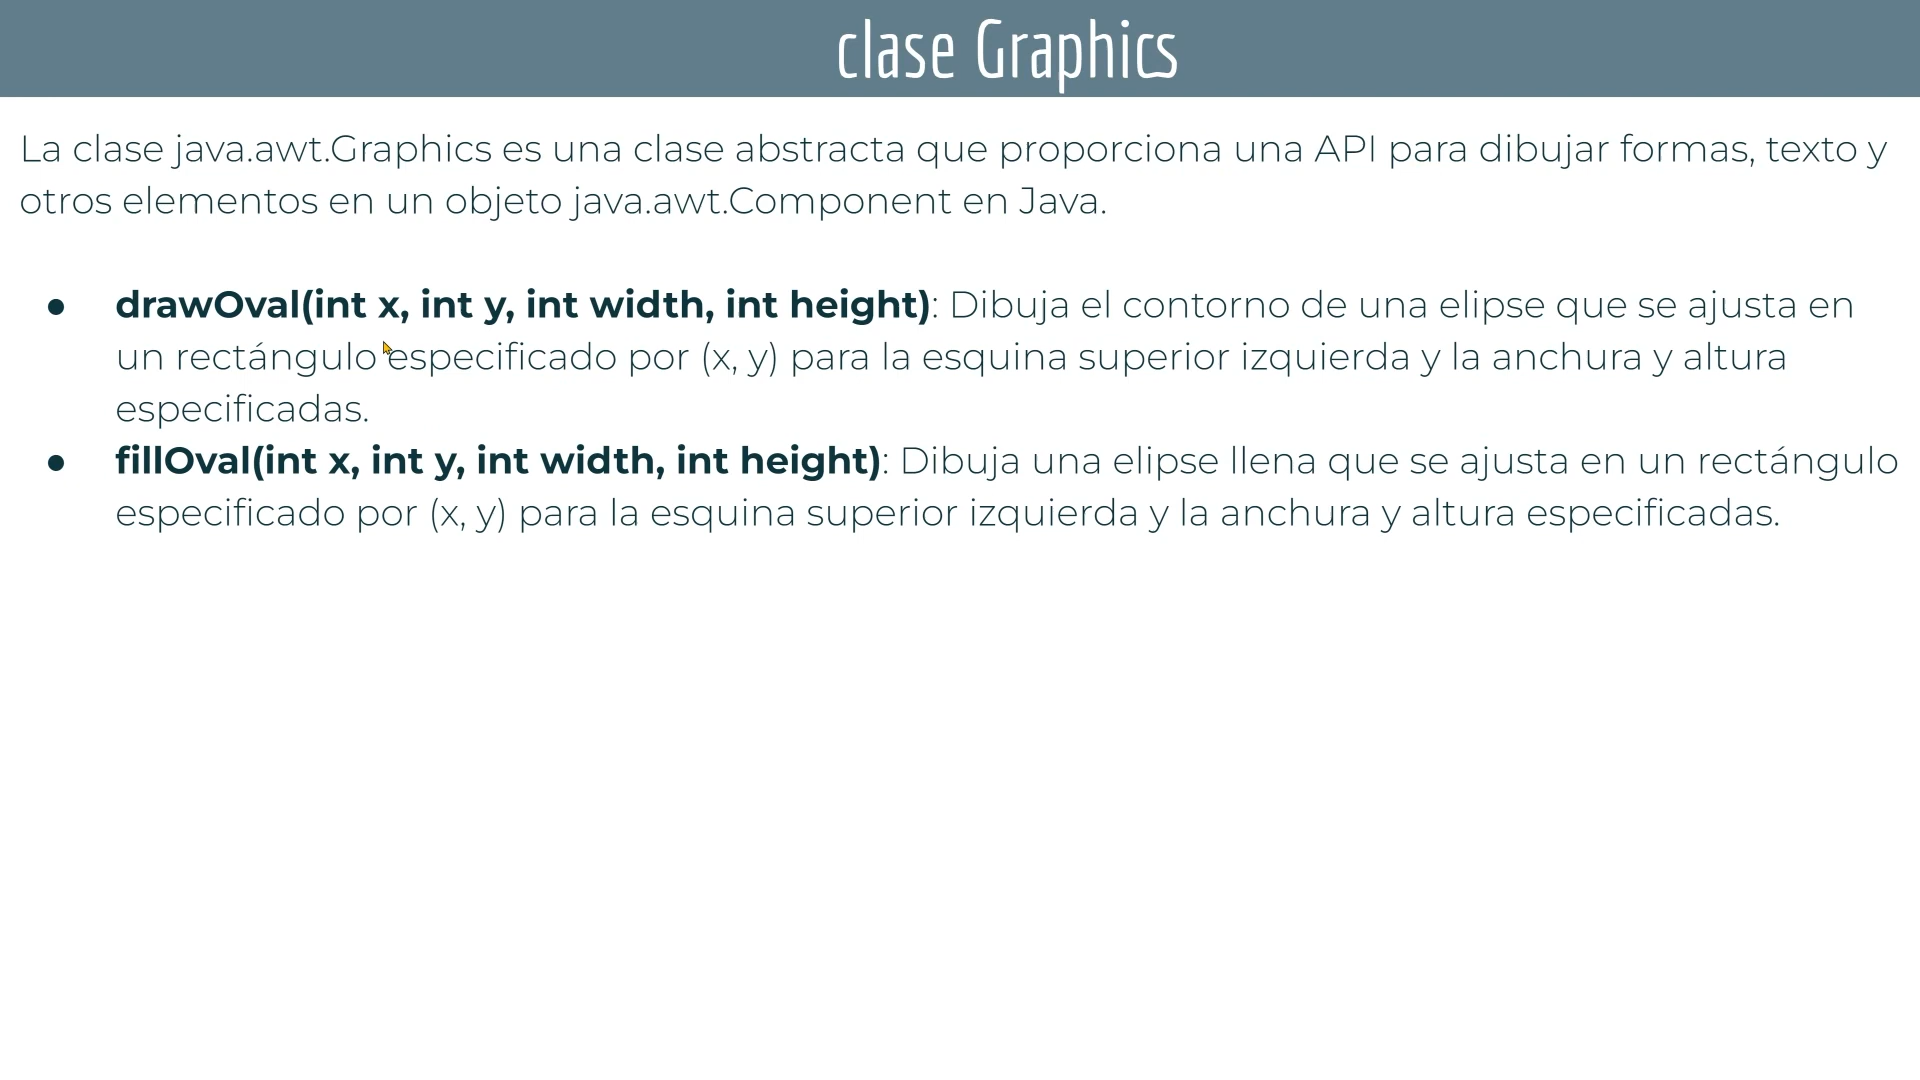 clase Graphics
La clase java.awt.Graphics es una clase abstracta que proporciona una API para dibujar formas, texto y
otros elementos en un objeto java.awt.Component en Java.
● drawOval(int x, int y, int width, int height): Dibuja el contorno de una elipse que se ajusta en
un rectángulo especificado por (x, y) para la esquina superior izquierda y la anchura y altura
especificadas.
● fillOval(int x, int y, int width, int height): Dibuja una elipse llena que se ajusta en un rectángulo
especificado por (x, y) para la esquina superior izquierda y la anchura y altura especificadas.